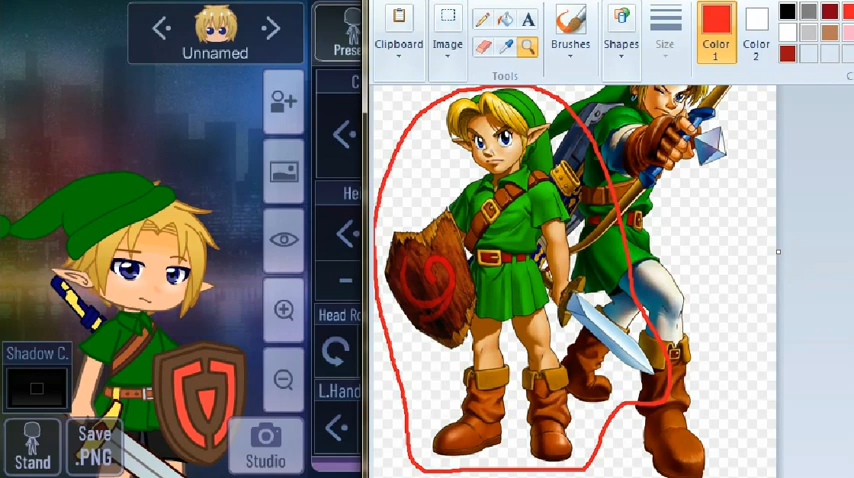 Unnamed
Prese
C
He
Head Ro
L.Hand
Shadow C.
Stand
Save
.PNG
Studio
Clipboard
Image
A
Tools
Brushes
Shapes
Size
Color
1
Color
2
C